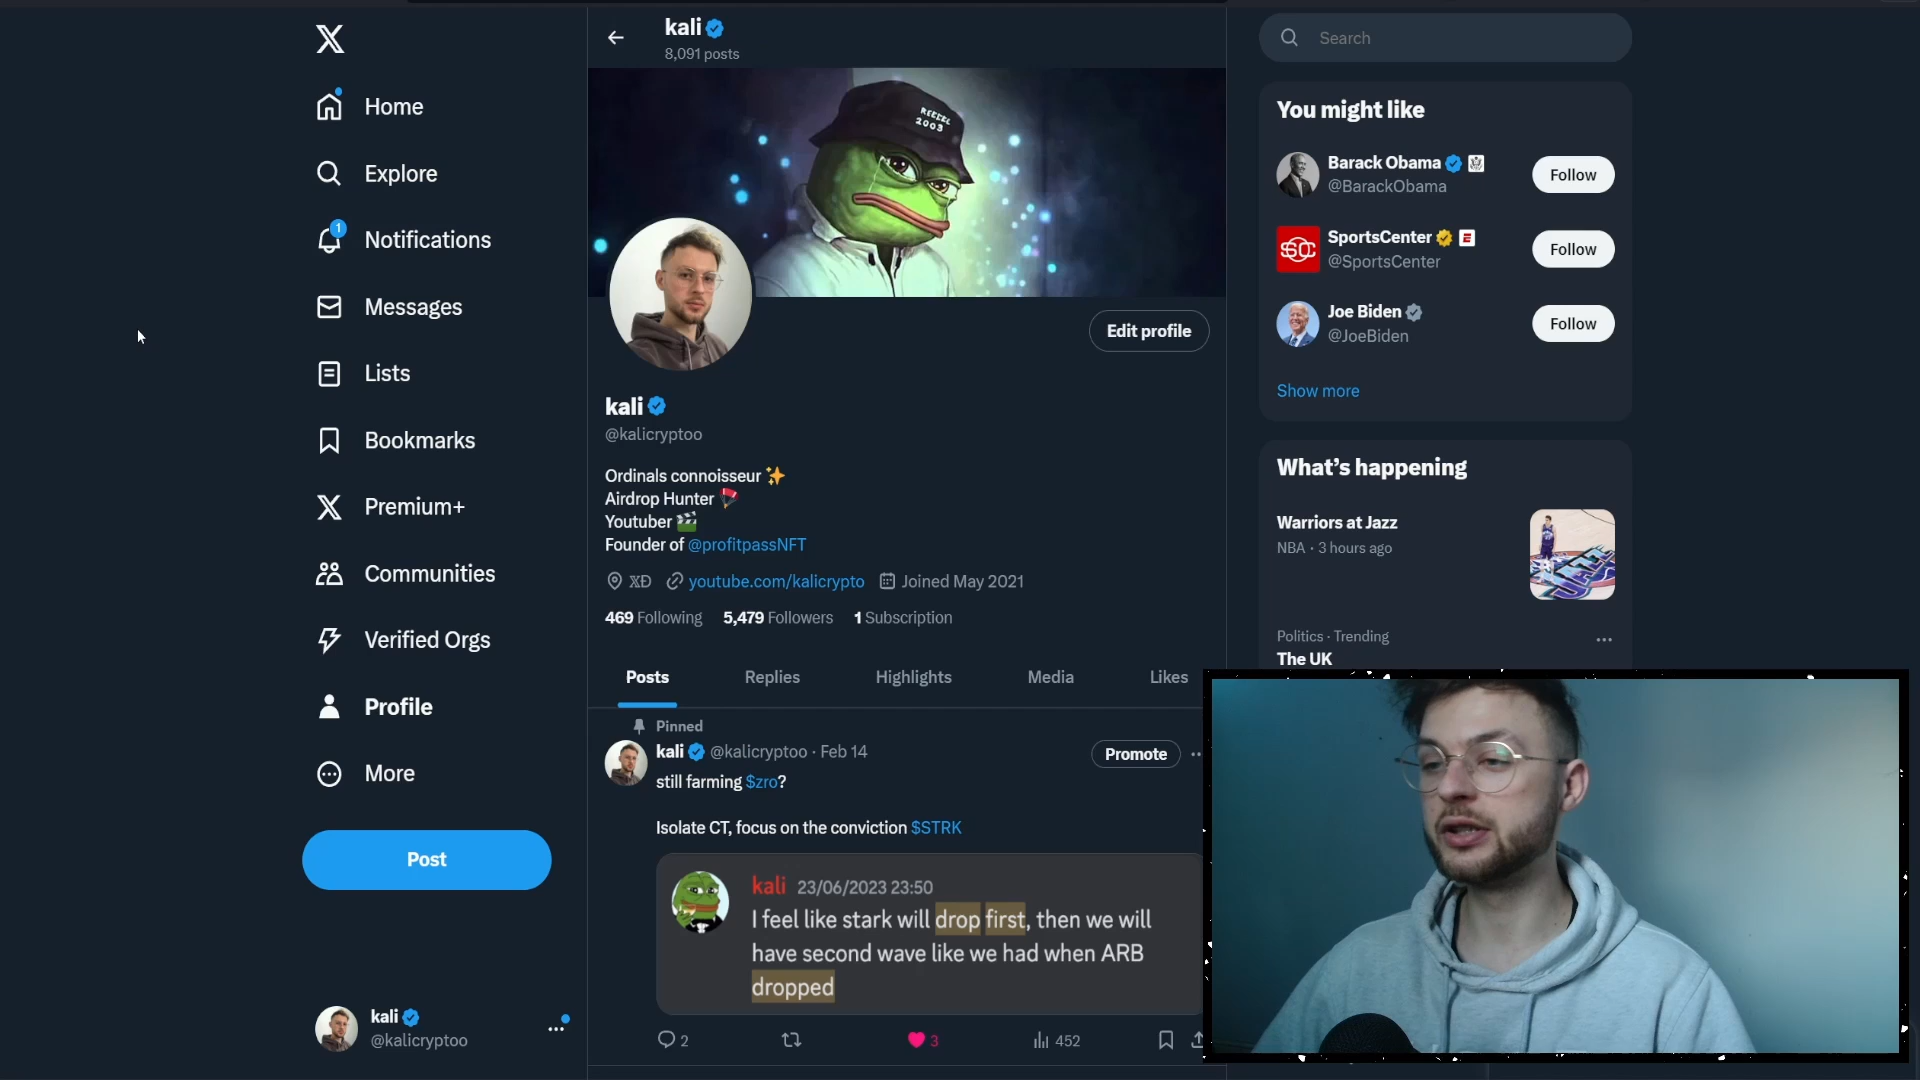 Home
Explore
1
Notifications
Messages
Lists
Bookmarks
Premium+
Communities
Verified Orgs
Profile
More
Post
kali
@kalicryptoo
kali
8,091 posts
REBEL
2003
Edit profile
kali
@kalicryptoo
Ordinals connoisseur ✨
Airdrop Hunter 🪂
Youtuber 🎬
Founder of @profitpassNFT
XĐ youtube.com/kalicrypto Joined May 2021
469 Following 5,479 Followers 1 Subscription
Posts Replies Highlights Media Likes
Pinned
kali @kalicryptoo · Feb 14
Promote
still farming $zro?
Isolate CT, focus on the conviction $STRK
kali 23/06/2023 23:50
I feel like stark will drop first, then we will
have second wave like we had when ARB
dropped
2 3 452
Search
You might like
Barack Obama
@BarackObama
Follow
SC
SportsCenter
@SportsCenter
Follow
Joe Biden
@JoeBiden
Follow
Show more
What's happening
Warriors at Jazz
NBA · 3 hours ago
Politics · Trending
The UK